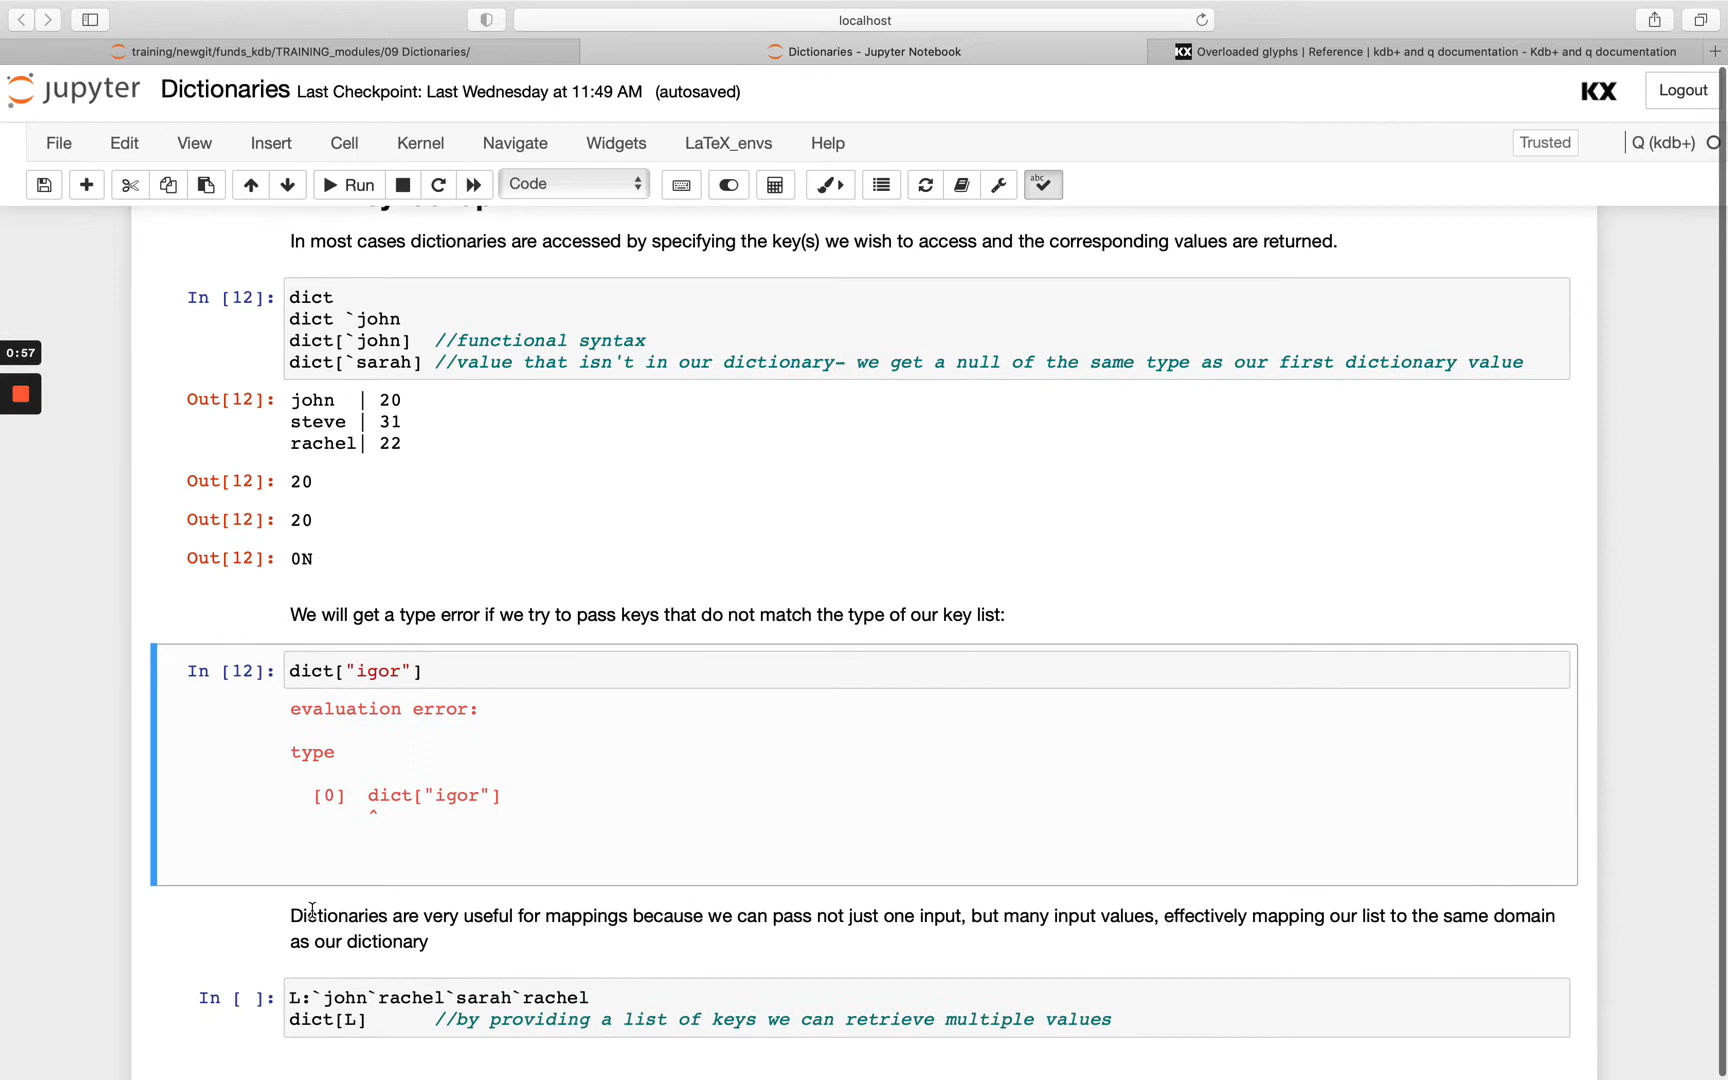 localhost
training/newgit/funds_kdb/TRAINING_modules/09 Dictionaries/
Dictionaries - Jupyter Notebook
KX Overloaded glyphs | Reference | kdb+ and q documentation - Kdb+ and q documentation
jupyter Dictionaries Last Checkpoint: Last Wednesday at 11:49 AM (autosaved)
KX
Logout
File Edit View Insert Cell Kernel Navigate Widgets LaTeX_envs Help
Trusted
Q (kdb+)
Run
Code
abc
In most cases dictionaries are accessed by specifying the key(s) we wish to access and the corresponding values are returned.
In [12]: dict
dict `john
dict[`john] //functional syntax
dict[`sarah] //value that isn't in our dictionary- we get a null of the same type as our first dictionary value
0:57
Out[12]: john | 20
steve | 31
rachel| 22
Out[12]: 20
Out[12]: 20
Out[12]: 0N
We will get a type error if we try to pass keys that do not match the type of our key list:
In [12]: dict["igor"]
evaluation error:
type
[0] dict["igor"]
^
Dictionaries are very useful for mappings because we can pass not just one input, but many input values, effectively mapping our list to the same domain
as our dictionary
In [ ]: L:`john`rachel`sarah`rachel
dict[L] //by providing a list of keys we can retrieve multiple values